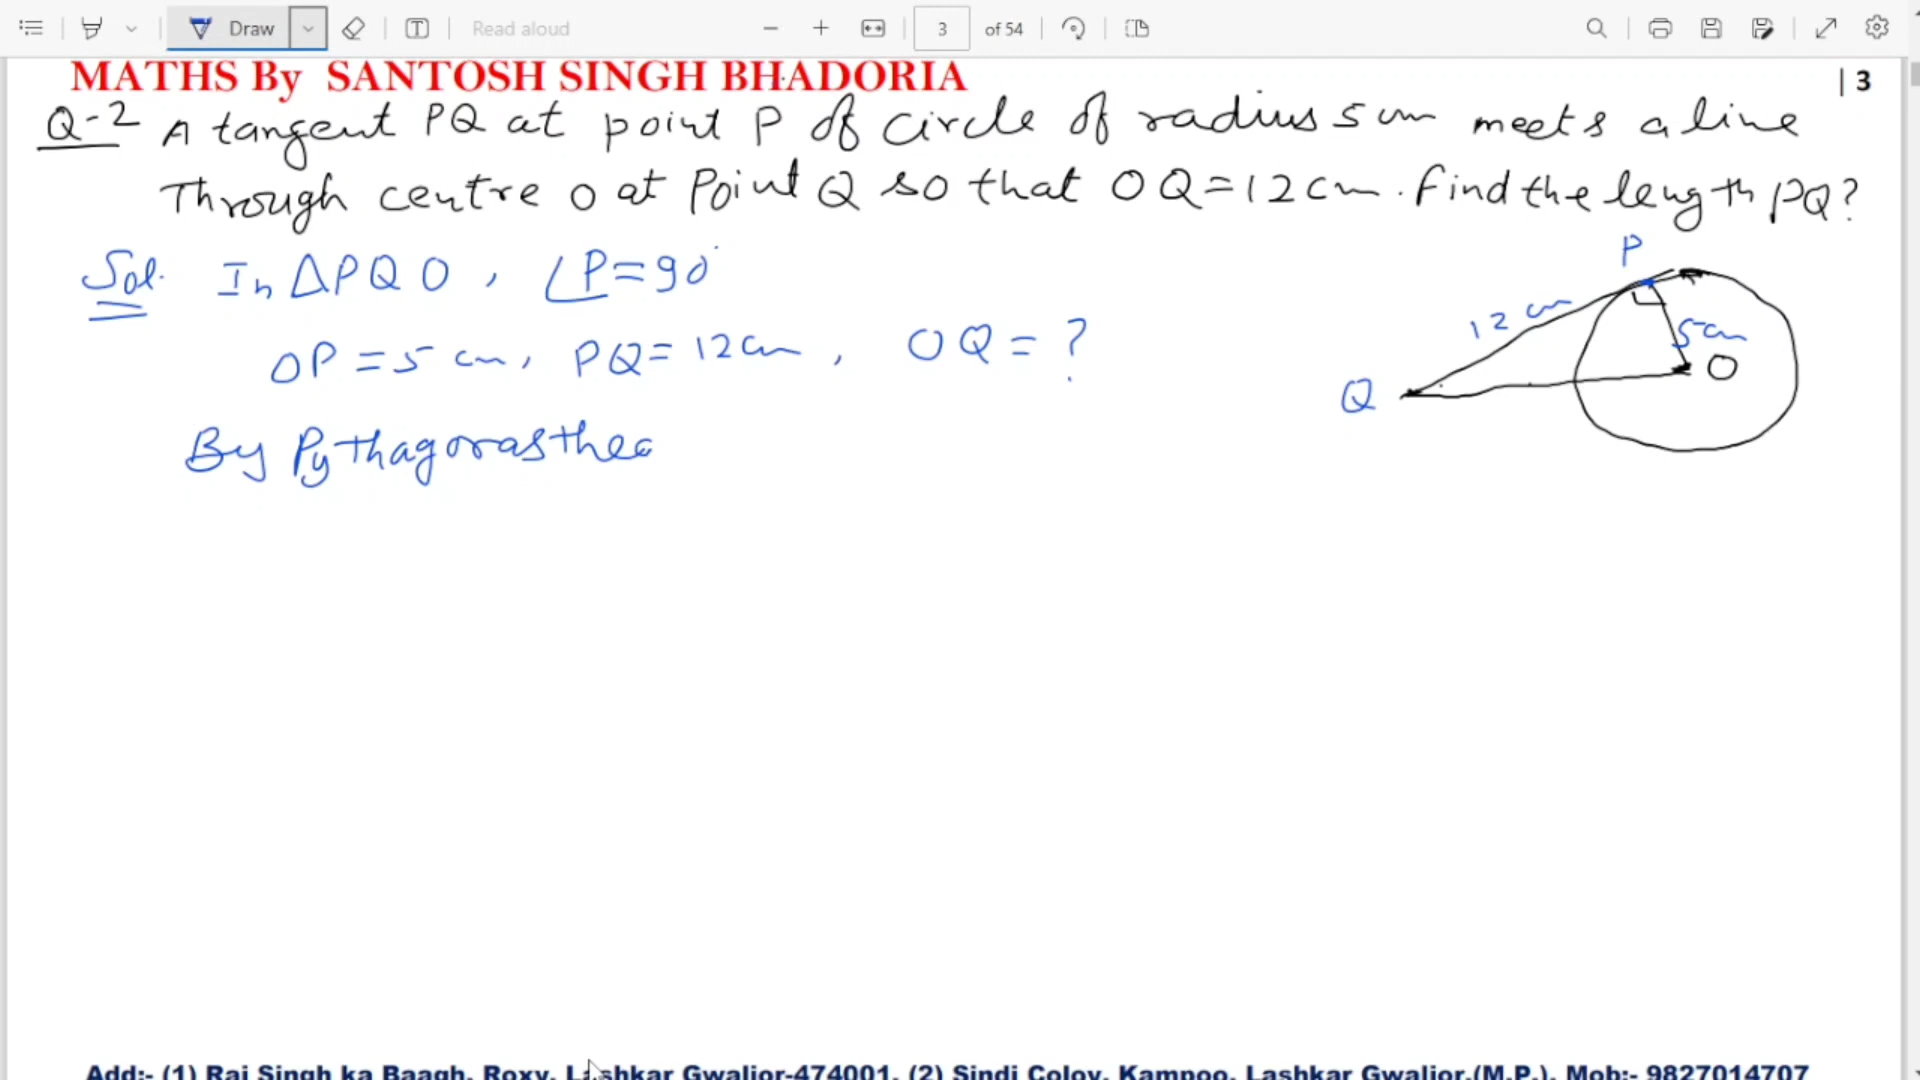 Draw Read aloud 3 of 54
MATHS By SANTOSH SINGH BHADORIA | 3
Q-2 A tangent PQ at point P of circle of radius 5 cm meets a line
Through centre O at Point Q so that OQ = 12 cm. Find the length PQ?
Sol. In ΔPQO, ∠P = 90°
OP = 5 cm, PQ = 12 cm, OQ = ?
By Pythagoras theo
P
12 cm
5 cm
O
Q
Add:- (1) Raj Singh ka Baagh, Roxy, Lashkar Gwalior-474001, (2) Sindi Coloy, Kampoo, Lashkar Gwalior,(M.P.), Mob:- 9827014707